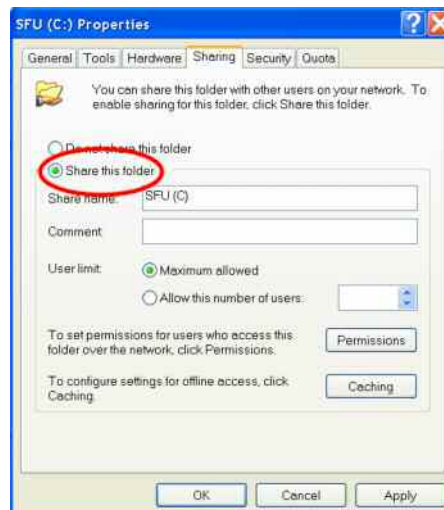 SFU (C:) Properties
General Tools Hardware Sharing Security Quota
You can share this folder with other users on your network. To
enable sharing for this folder, click Share this folder.
Do not share this folder
Share this folder
Share name: SFU (C)
Comment
User limit: Maximum allowed
Allow this number of users:
To set permissions for users who access this
folder over the network, click Permissions.
Permissions
To configure settings for offline access, click
Caching.
Caching
OK Cancel Apply